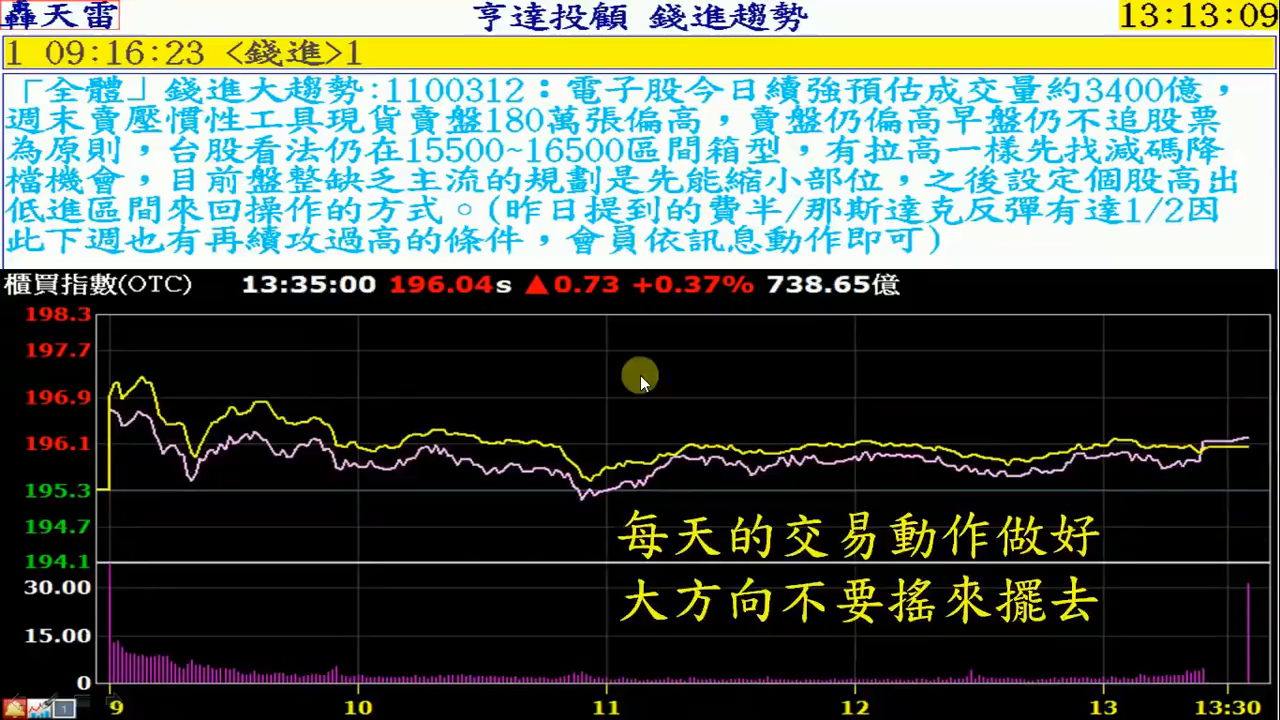 轟天雷
亨達投顧 錢進趨勢
13:13:09
1 09:16:23 <錢進>1
「全體」錢進大趨勢:1100312：電子股今日續強預估成交量約3400億，
週末賣壓慣性工具現貨賣盤180萬張偏高，賣盤仍偏高早盤仍不追股票
為原則，台股看法仍在15500~16500區間箱型，有拉高一樣先找減碼降
檔機會，目前盤整缺乏主流的規劃是先能縮小部位，之後設定個股高出
低進區間來回操作的方式。(昨日提到的費半/那斯達克反彈有達1/2因
此下週也有再續攻過高的條件，會員依訊息動作即可)
櫃買指數(OTC) 13:35:00 196.04s ▲0.73 +0.37% 738.65億
198.3
197.7
196.9
196.1
195.3
194.7
194.1
30.00
15.00
0
每天的交易動作做好
大方向不要搖來擺去
9 10 11 12 13 13:30
1